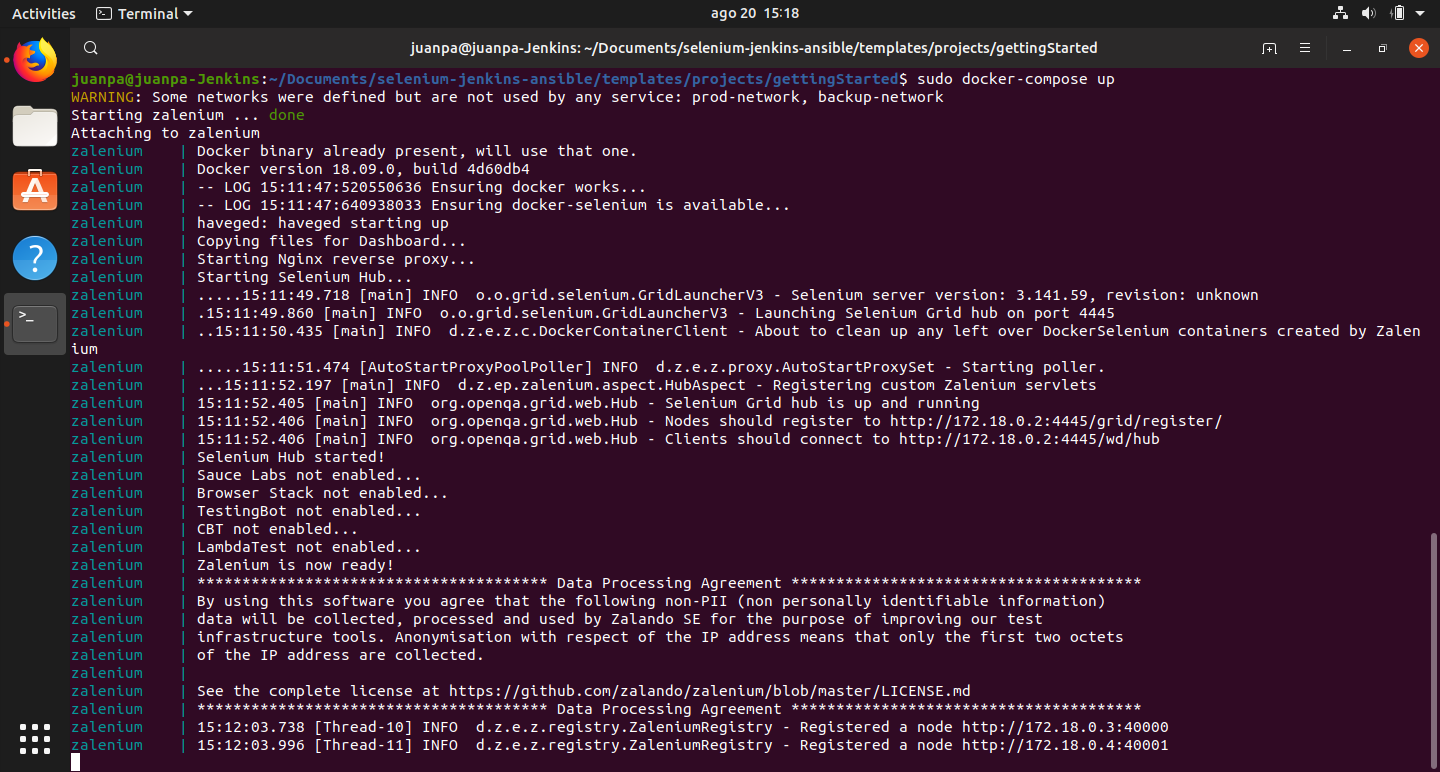 Activities Terminal ago 20 15:18
juanpa@juanpa-Jenkins: ~/Documents/selenium-jenkins-ansible/templates/projects/gettingStarted
juanpa@juanpa-Jenkins:~/Documents/selenium-jenkins-ansible/templates/projects/gettingStarted$ sudo docker-compose up
WARNING: Some networks were defined but are not used by any service: prod-network, backup-network
Starting zalenium ... done
Attaching to zalenium
zalenium    | Docker binary already present, will use that one.
zalenium    | Docker version 18.09.0, build 4d60db4
zalenium    | -- LOG 15:11:47:520550636 Ensuring docker works...
zalenium    | -- LOG 15:11:47:640938033 Ensuring docker-selenium is available...
zalenium    | haveged: haveged starting up
zalenium    | Copying files for Dashboard...
zalenium    | Starting Nginx reverse proxy...
zalenium    | Starting Selenium Hub...
zalenium    | .....15:11:49.718 [main] INFO  o.o.grid.selenium.GridLauncherV3 - Selenium server version: 3.141.59, revision: unknown
zalenium    | .15:11:49.860 [main] INFO  o.o.grid.selenium.GridLauncherV3 - Launching Selenium Grid hub on port 4445
zalenium    | ..15:11:50.435 [main] INFO  d.z.e.z.c.DockerContainerClient - About to clean up any left over DockerSelenium containers created by Zalen
ium
zalenium    | .....15:11:51.474 [AutoStartProxyPoolPoller] INFO  d.z.e.z.proxy.AutoStartProxySet - Starting poller.
zalenium    | ...15:11:52.197 [main] INFO  d.z.ep.zalenium.aspect.HubAspect - Registering custom Zalenium servlets
zalenium    | 15:11:52.405 [main] INFO  org.openqa.grid.web.Hub - Selenium Grid hub is up and running
zalenium    | 15:11:52.406 [main] INFO  org.openqa.grid.web.Hub - Nodes should register to http://172.18.0.2:4445/grid/register/
zalenium    | 15:11:52.406 [main] INFO  org.openqa.grid.web.Hub - Clients should connect to http://172.18.0.2:4445/wd/hub
zalenium    | Selenium Hub started!
zalenium    | Sauce Labs not enabled...
zalenium    | Browser Stack not enabled...
zalenium    | TestingBot not enabled...
zalenium    | CBT not enabled...
zalenium    | LambdaTest not enabled...
zalenium    | Zalenium is now ready!
zalenium    | *************************************** Data Processing Agreement ***************************************
zalenium    | By using this software you agree that the following non-PII (non personally identifiable information)
zalenium    | data will be collected, processed and used by Zalando SE for the purpose of improving our test
zalenium    | infrastructure tools. Anonymisation with respect of the IP address means that only the first two octets
zalenium    | of the IP address are collected.
zalenium    |
zalenium    | See the complete license at https://github.com/zalando/zalenium/blob/master/LICENSE.md
zalenium    | *************************************** Data Processing Agreement ***************************************
zalenium    | 15:12:03.738 [Thread-10] INFO  d.z.e.z.registry.ZaleniumRegistry - Registered a node http://172.18.0.3:40000
zalenium    | 15:12:03.996 [Thread-11] INFO  d.z.e.z.registry.ZaleniumRegistry - Registered a node http://172.18.0.4:40001